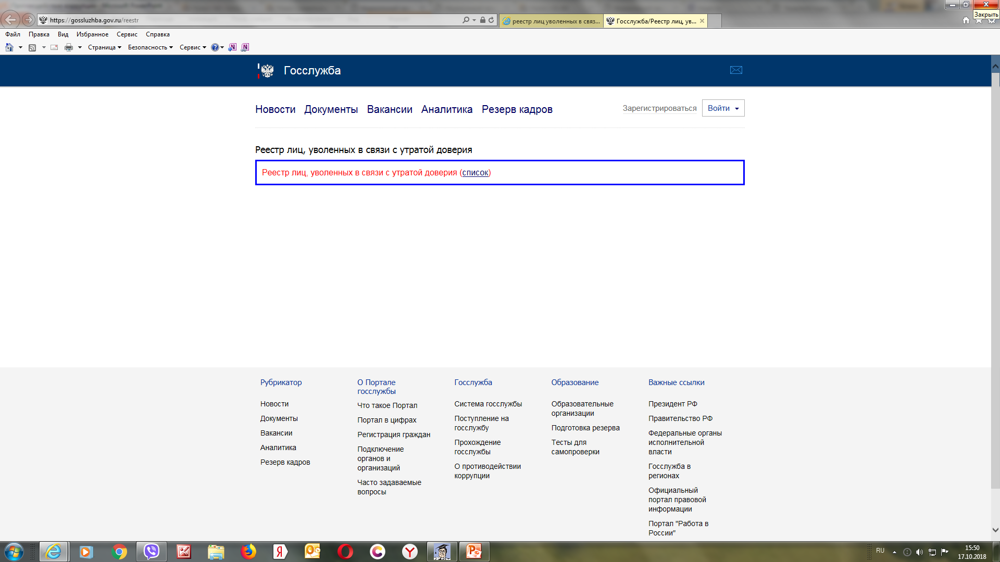 https://gossluzhba.gov.ru/reestr
реестр лиц уволенных в связ...
Госслужба/Реестр лиц, ув...
Закрыть
Файл Правка Вид Избранное Сервис Справка
Страница Безопасность Сервис
Госслужба
Новости Документы Вакансии Аналитика Резерв кадров Зарегистрироваться Войти
Реестр лиц, уволенных в связи с утратой доверия
Реестр лиц, уволенных в связи с утратой доверия (список)
Рубрикатор
Новости
Документы
Вакансии
Аналитика
Резерв кадров
О Портале
госслужбы
Что такое Портал
Портал в цифрах
Регистрация граждан
Подключение
органов и
организаций
Часто задаваемые
вопросы
Госслужба
Система госслужбы
Поступление на
госслужбу
Прохождение
госслужбы
О противодействии
коррупции
Образование
Образовательные
организации
Подготовка резерва
Тесты для
самопроверки
Важные ссылки
Президент РФ
Правительство РФ
Федеральные органы
исполнительной
власти
Госслужба в
регионах
Официальный
портал правовой
информации
Портал "Работа в
России"
RU
15:50
17.10.2018